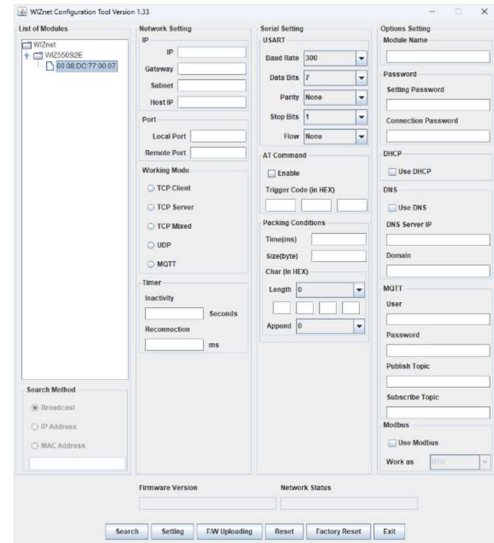 WIZnet Configuration Tool Version 1.33
List of Modules
WIZnet
WIZ550S2E
00:08:DC:77:00:07
Search Method
Broadcast
IP Address
MAC Address
Network Setting
IP
IP
Gateway
Subnet
Host IP
Port
Local Port
Remote Port
Working Mode
TCP Client
TCP Server
TCP Mixed
UDP
MQTT
Timer
Inactivity
Seconds
Reconnection
ms
Serial Setting
USART
Baud Rate 300
Data Bits 7
Parity None
Stop Bits 1
Flow None
AT Command
Enable
Trigger Code (in HEX)
Packing Conditions
Time(ms)
Size(byte)
Char (in HEX)
Length 0
Append 0
Options Setting
Module Name
Password
Setting Password
Connection Password
DHCP
Use DHCP
DNS
Use DNS
DNS Server IP
Domain
MQTT
User
Password
Publish Topic
Subscribe Topic
Modbus
Use Modbus
Work as RTU
Firmware Version
Network Status
Search Setting F/W Uploading Reset Factory Reset Exit